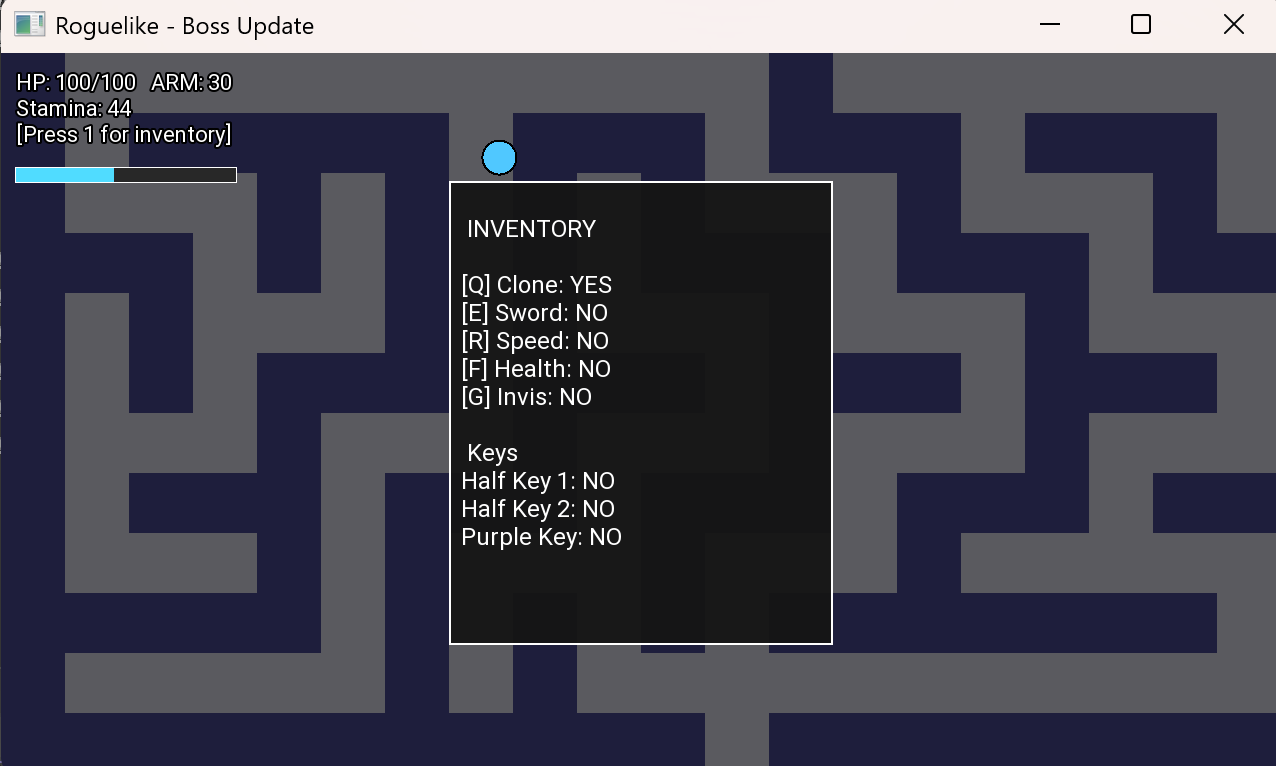 Roguelike - Boss Update
HP: 100/100 ARM: 30
Stamina: 44
[Press 1 for inventory]
INVENTORY
[Q] Clone: YES
[E] Sword: NO
[R] Speed: NO
[F] Health: NO
[G] Invis: NO
Keys
Half Key 1: NO
Half Key 2: NO
Purple Key: NO